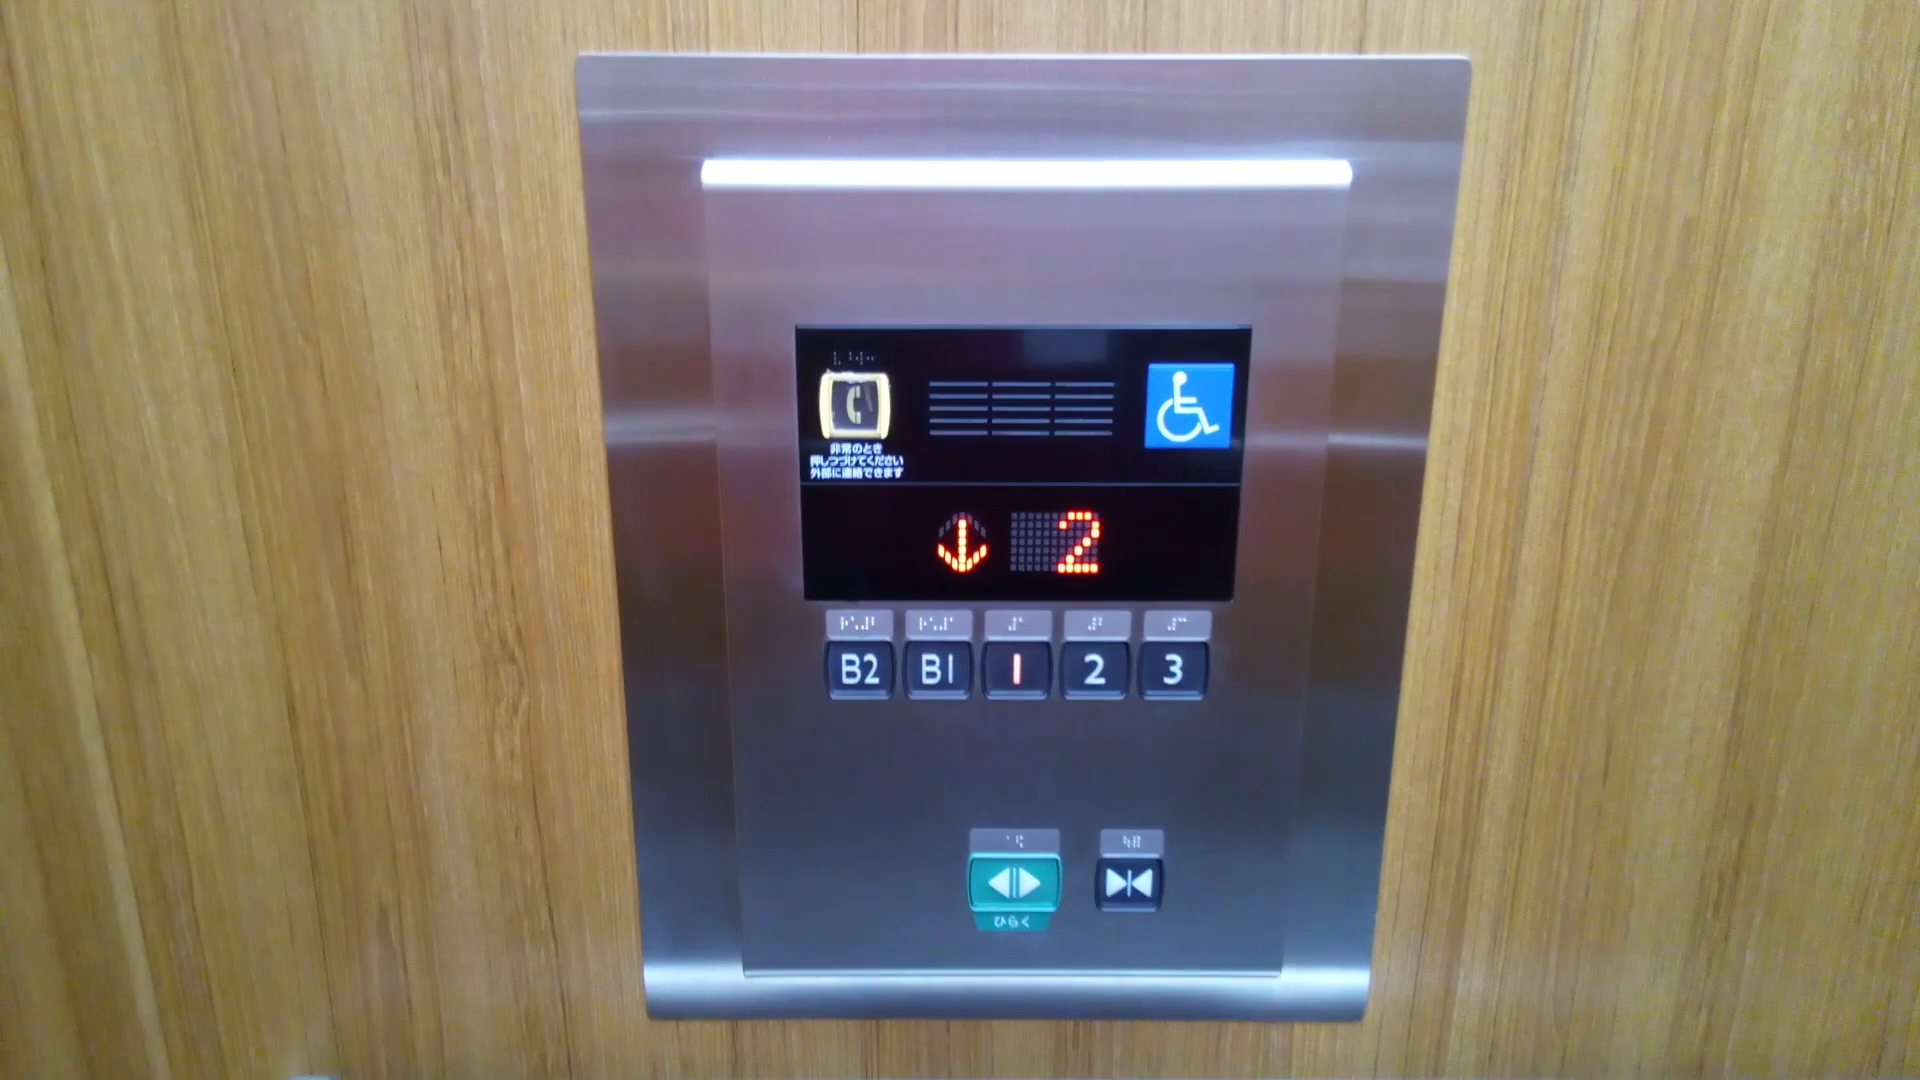 非常のとき
押しつづけてください
外部に連絡できます
2
B2 B1 1 2 3
ひらく